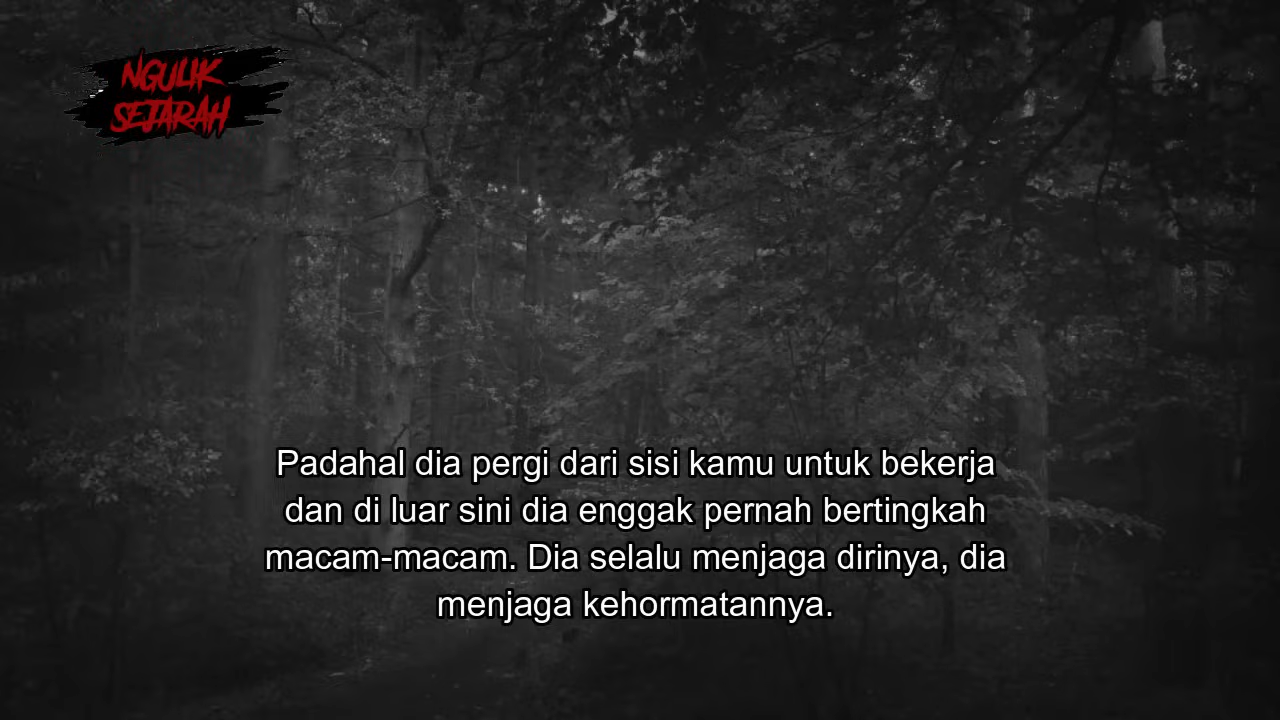 NGULIK
SEJARAH
Padahal dia pergi dari sisi kamu untuk bekerja
dan di luar sini dia enggak pernah bertingkah
macam-macam. Dia selalu menjaga dirinya, dia
menjaga kehormatannya.